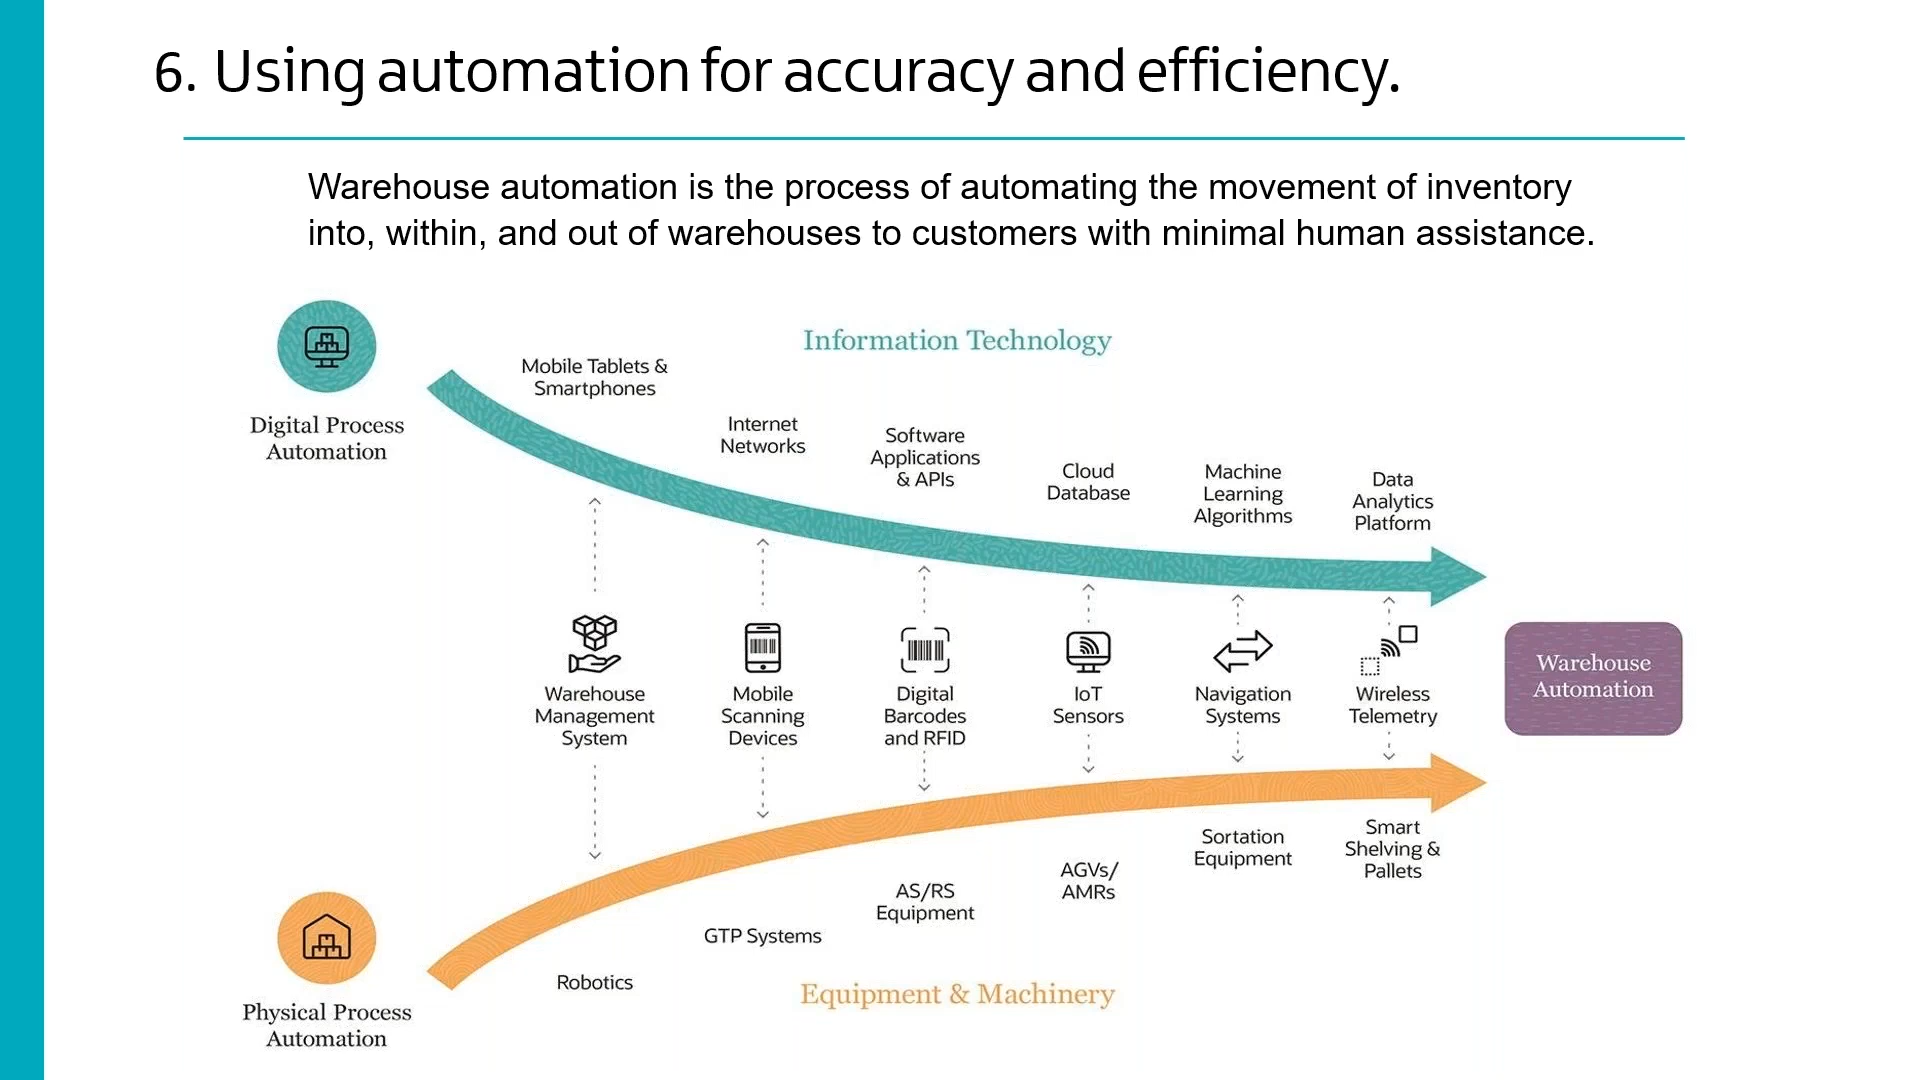 6. Using automation for accuracy and efficiency.
Warehouse automation is the process of automating the movement of inventory
into, within, and out of warehouses to customers with minimal human assistance.
Digital Process
Automation
Information Technology
Mobile Tablets &
Smartphones
Internet
Networks
Software
Applications
& APIs
Cloud
Database
Machine
Learning
Algorithms
Data
Analytics
Platform
Warehouse
Management
System
Mobile
Scanning
Devices
Digital
Barcodes
and RFID
IoT
Sensors
Navigation
Systems
Wireless
Telemetry
Warehouse
Automation
Robotics
GTP Systems
AS/RS
Equipment
AGVs/
AMRs
Sortation
Equipment
Smart
Shelving &
Pallets
Equipment & Machinery
Physical Process
Automation